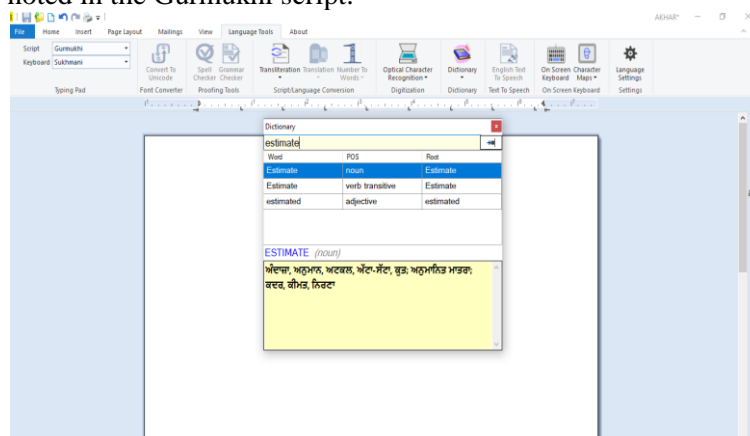 noted in the Gurmukhi script.
AKHAR*
File Home Insert Page Layout Mailings View Language Tools About
Script Gurmukhi
Keyboard Sukhmani
Typing Pad
Convert To Unicode
Font Converter
Spell Checker Grammar Checker
Proofing Tools
Transliteration Translation Number To Words
Script/Language Conversion
Optical Character Recognition
Digitization
Dictionary
Dictionary
English Text To Speech
Text To Speech
On Screen Keyboard Character Maps
On Screen Keyboard
Language Settings
Settings
Dictionary
estimate
Word POS Root
Estimate noun Estimate
Estimate verb transitive Estimate
estimated adjective estimated
ESTIMATE (noun)
ਅੰਦਾਜ਼ਾ, ਅਨੁਮਾਨ, ਅਟਕਲ, ਅੱਟਾ-ਸੱਟਾ, ਕੁਤ; ਅਨੁਮਾਨਿਤ ਮਾਤਰਾ;
ਕਦਰ, ਕੀਮਤ, ਨਿਰਣਾ